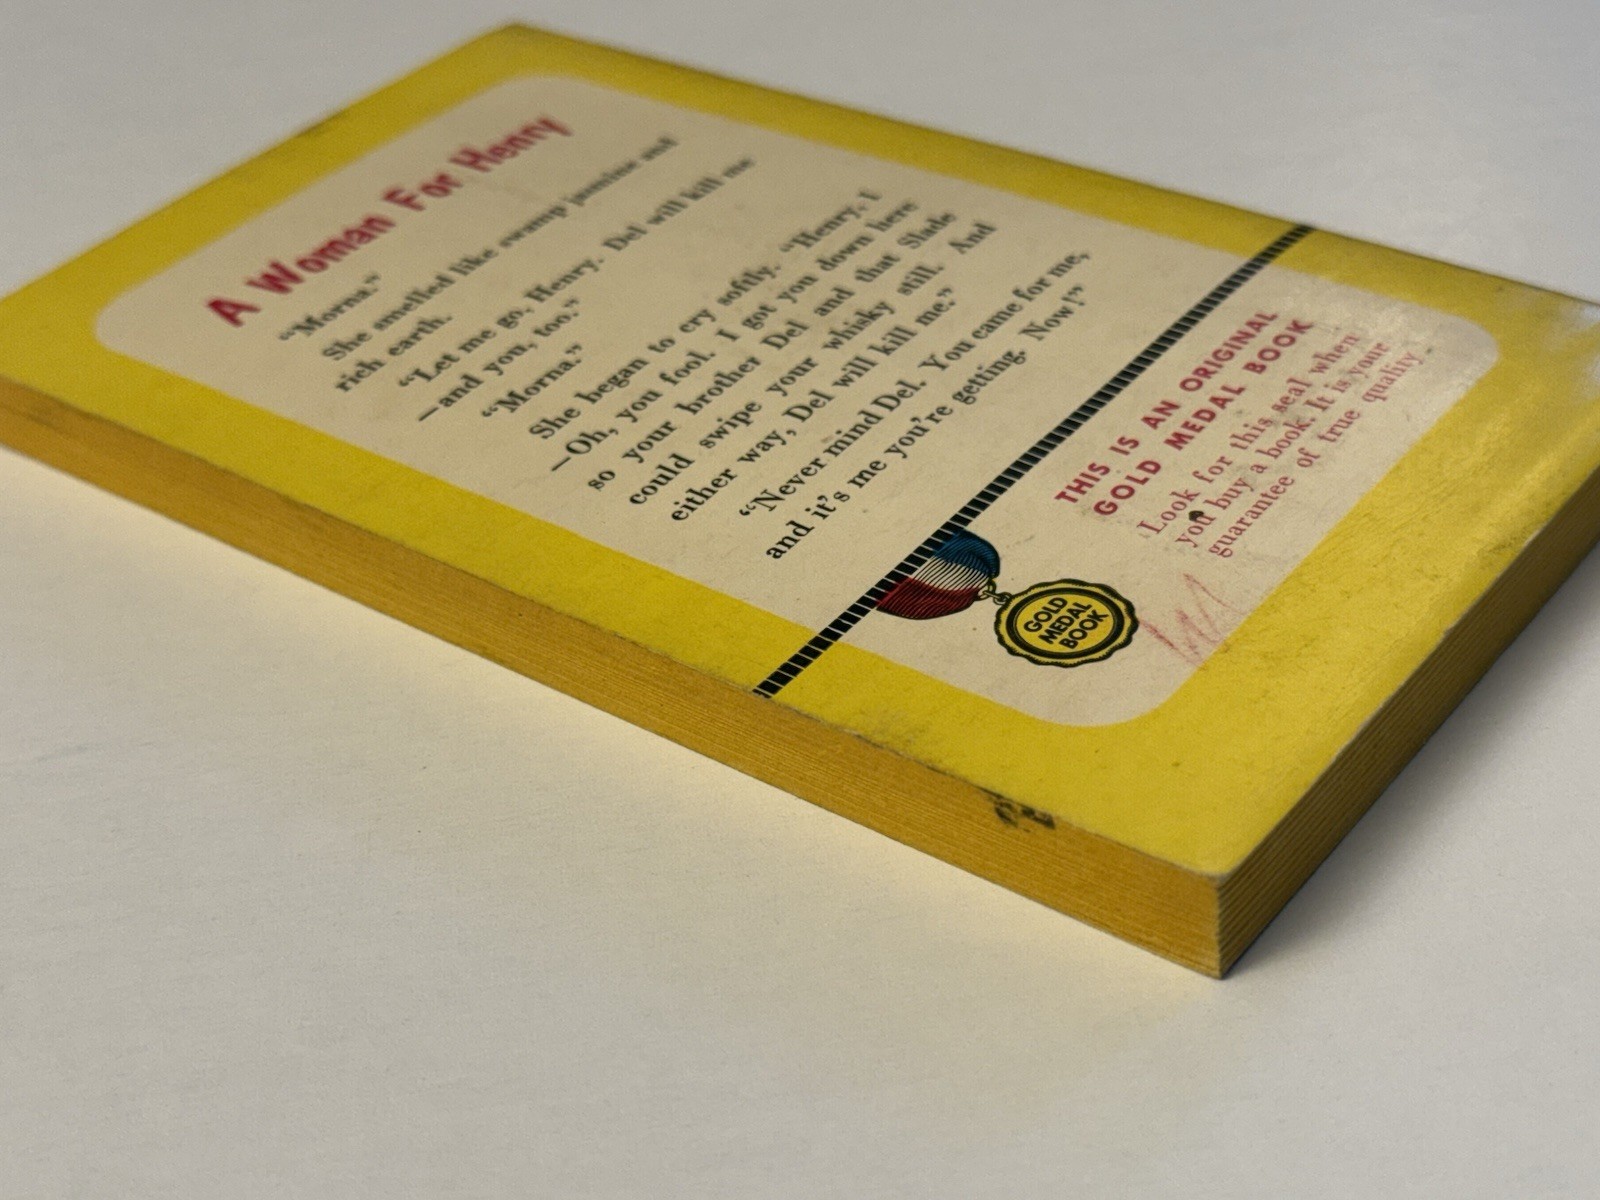 A Woman For Henry
“Morna.”
She smelled like swamp jasmine and
rich earth.
“Let me go, Henry. Del will kill me
—and you, too.”
“Morna.”
She began to cry softly. “Henry, I
—Oh, you fool. I got you down here
so your brother Del and that Slade
could swipe your whisky still. And
either way, Del will kill me.”
“Never mind Del. You came for me,
and it’s me you’re getting. Now!”
THIS IS AN ORIGINAL
GOLD MEDAL BOOK
Look for this seal when
you buy a book. It is your
guarantee of true quality
GOLD
MEDAL
BOOK